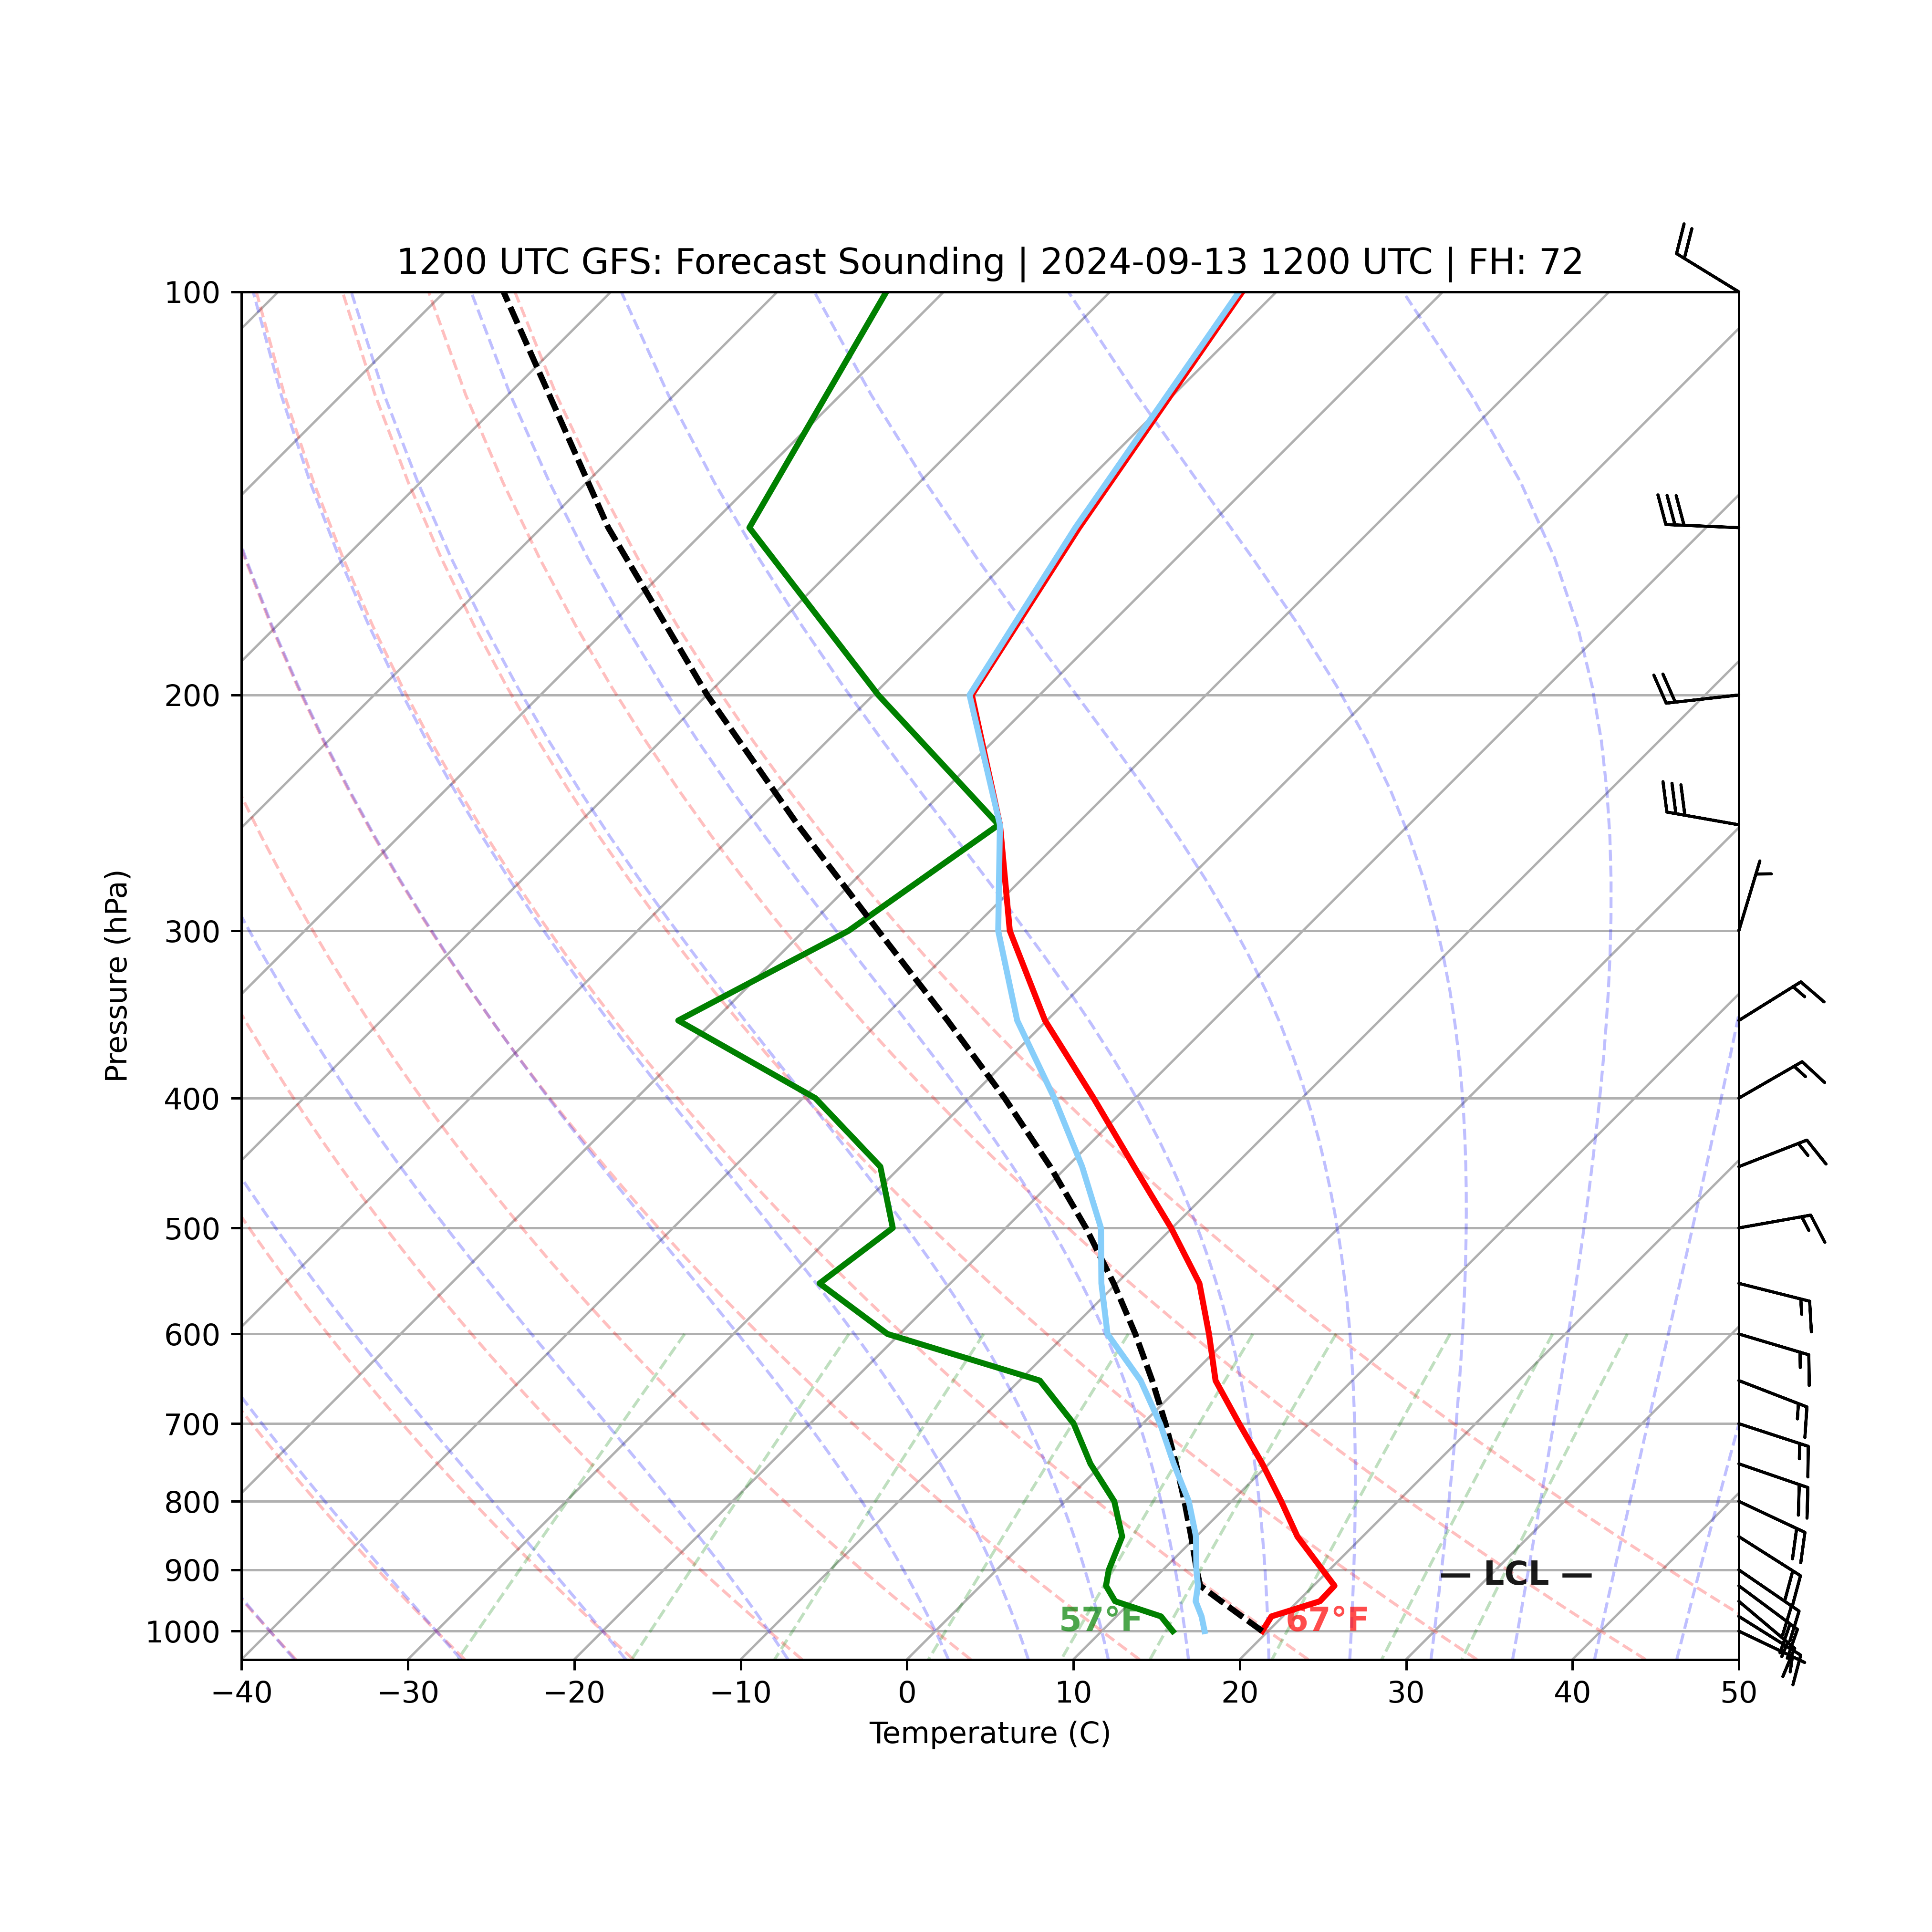 1200 UTC GFS: Forecast Sounding | 2024-09-13 1200 UTC | FH: 72
100
200
300
400
500
600
700
800
900
1000
Pressure (hPa)
— LCL —
57°F
67°F
−40 −30 −20 −10 0 10 20 30 40 50
Temperature (C)